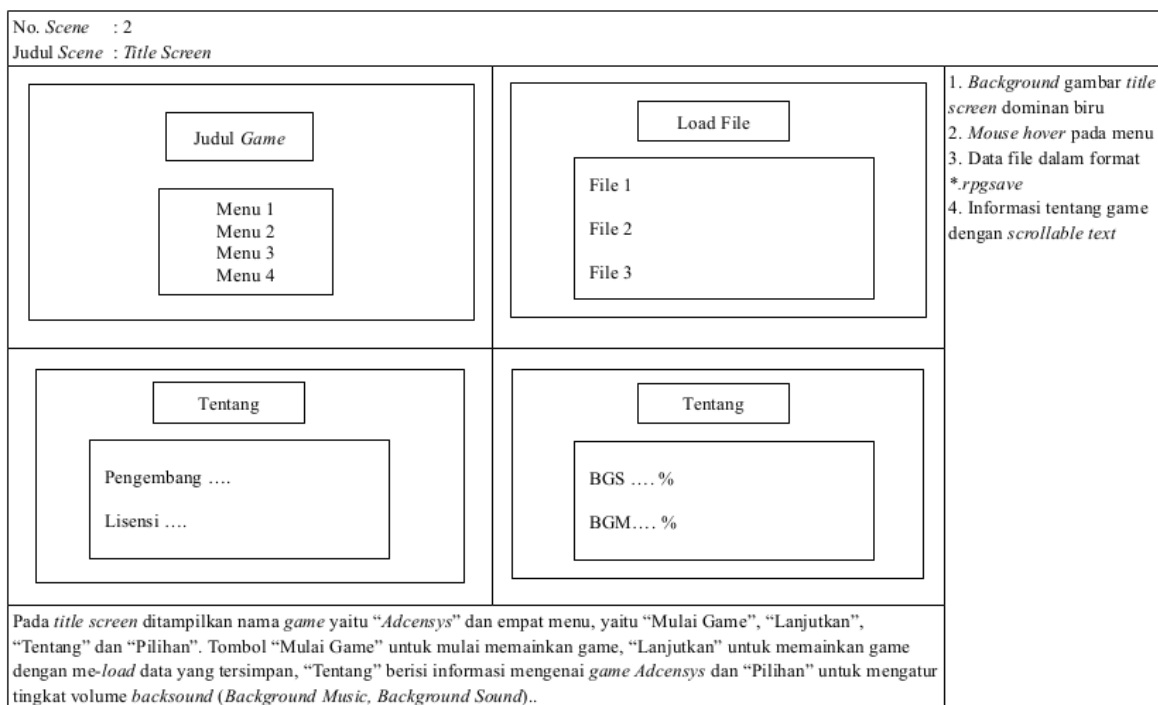 No. Scene : 2
Judul Scene : Title Screen
Judul Game
Menu 1
Menu 2
Menu 3
Menu 4
Load File
File 1
File 2
File 3
1. Background gambar title
screen dominan biru
2. Mouse hover pada menu
3. Data file dalam format
*.rpgsave
4. Informasi tentang game
dengan scrollable text
Tentang
Pengembang ….
Lisensi ….
Tentang
BGS …. %
BGM…. %
Pada title screen ditampilkan nama game yaitu “Adcensys” dan empat menu, yaitu “Mulai Game”, “Lanjutkan”,
“Tentang” dan “Pilihan”. Tombol “Mulai Game” untuk mulai memainkan game, “Lanjutkan” untuk memainkan game
dengan me-load data yang tersimpan, “Tentang” berisi informasi mengenai game Adcensys dan “Pilihan” untuk mengatur
tingkat volume backsound (Background Music, Background Sound)..